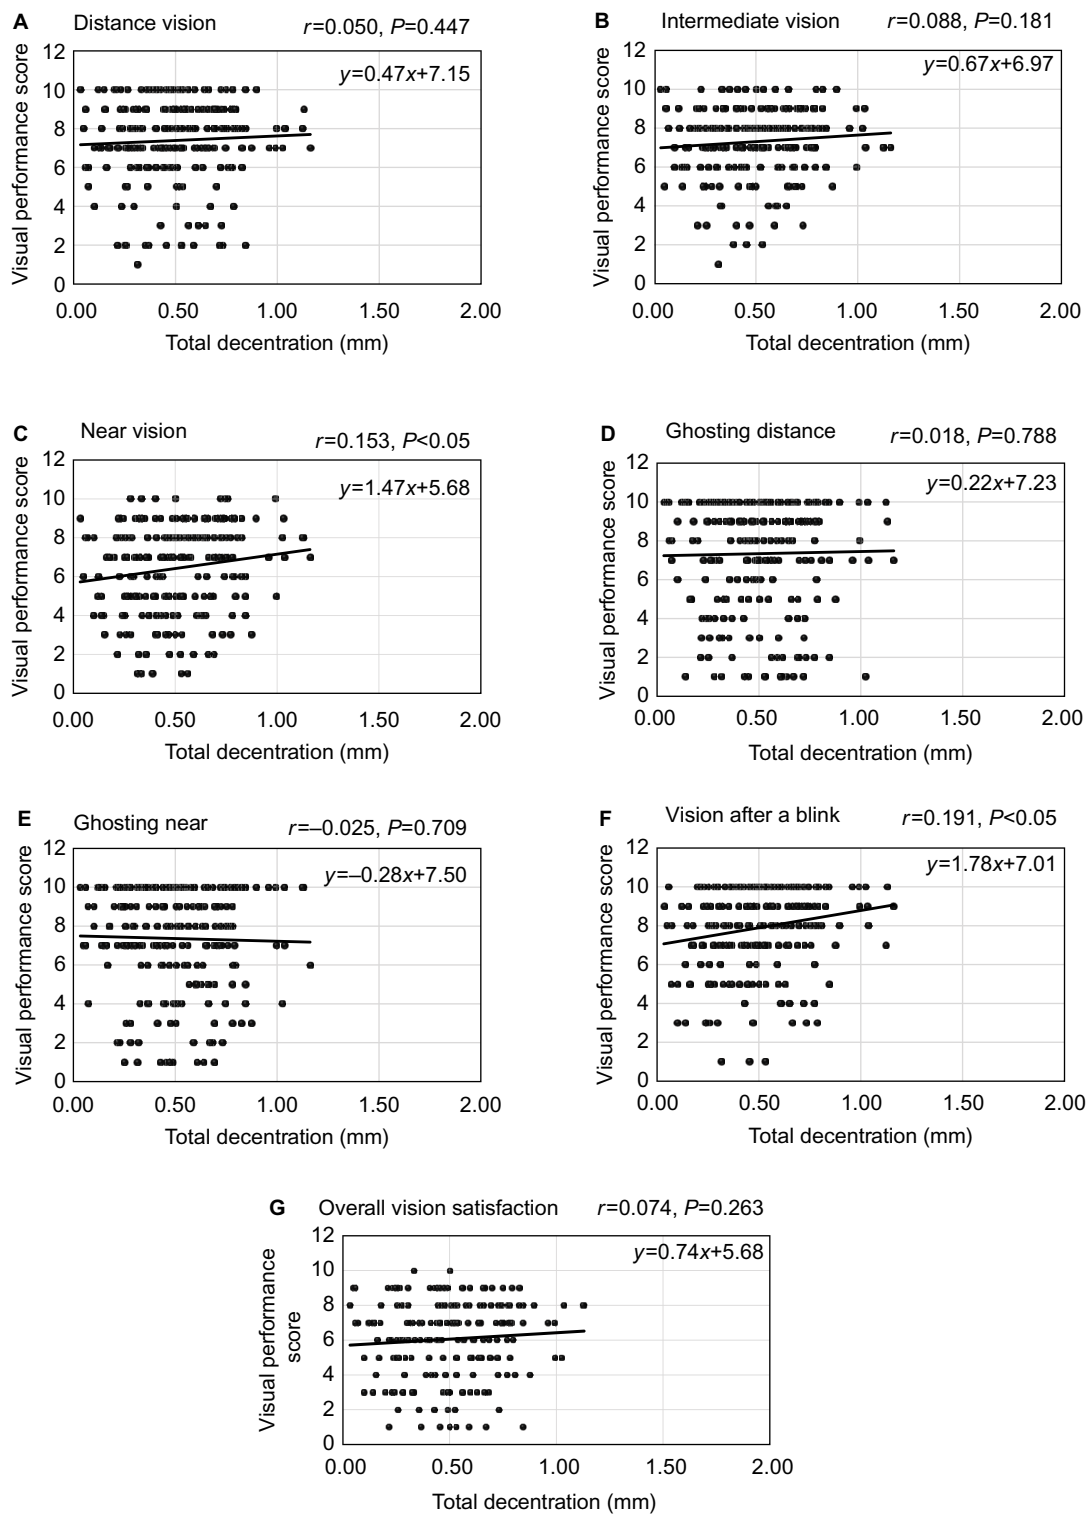 A Distance vision r=0.050, P=0.447
y=0.47x+7.15
Visual performance score
12
10
8
6
4
2
0
0.00 0.50 1.00 1.50 2.00
Total decentration (mm)
B Intermediate vision r=0.088, P=0.181
y=0.67x+6.97
Visual performance score
12
10
8
6
4
2
0
0.00 0.50 1.00 1.50 2.00
Total decentration (mm)
C Near vision r=0.153, P<0.05
y=1.47x+5.68
Visual performance score
12
10
8
6
4
2
0
0.00 0.50 1.00 1.50 2.00
Total decentration (mm)
D Ghosting distance r=0.018, P=0.788
y=0.22x+7.23
Visual performance score
12
10
8
6
4
2
0
0.00 0.50 1.00 1.50 2.00
Total decentration (mm)
E Ghosting near r=–0.025, P=0.709
y=–0.28x+7.50
Visual performance score
12
10
8
6
4
2
0
0.00 0.50 1.00 1.50 2.00
Total decentration (mm)
F Vision after a blink r=0.191, P<0.05
y=1.78x+7.01
Visual performance score
12
10
8
6
4
2
0
0.00 0.50 1.00 1.50 2.00
Total decentration (mm)
G Overall vision satisfaction r=0.074, P=0.263
y=0.74x+5.68
Visual performance
score
12
10
8
6
4
2
0
0.00 0.50 1.00 1.50 2.00
Total decentration (mm)